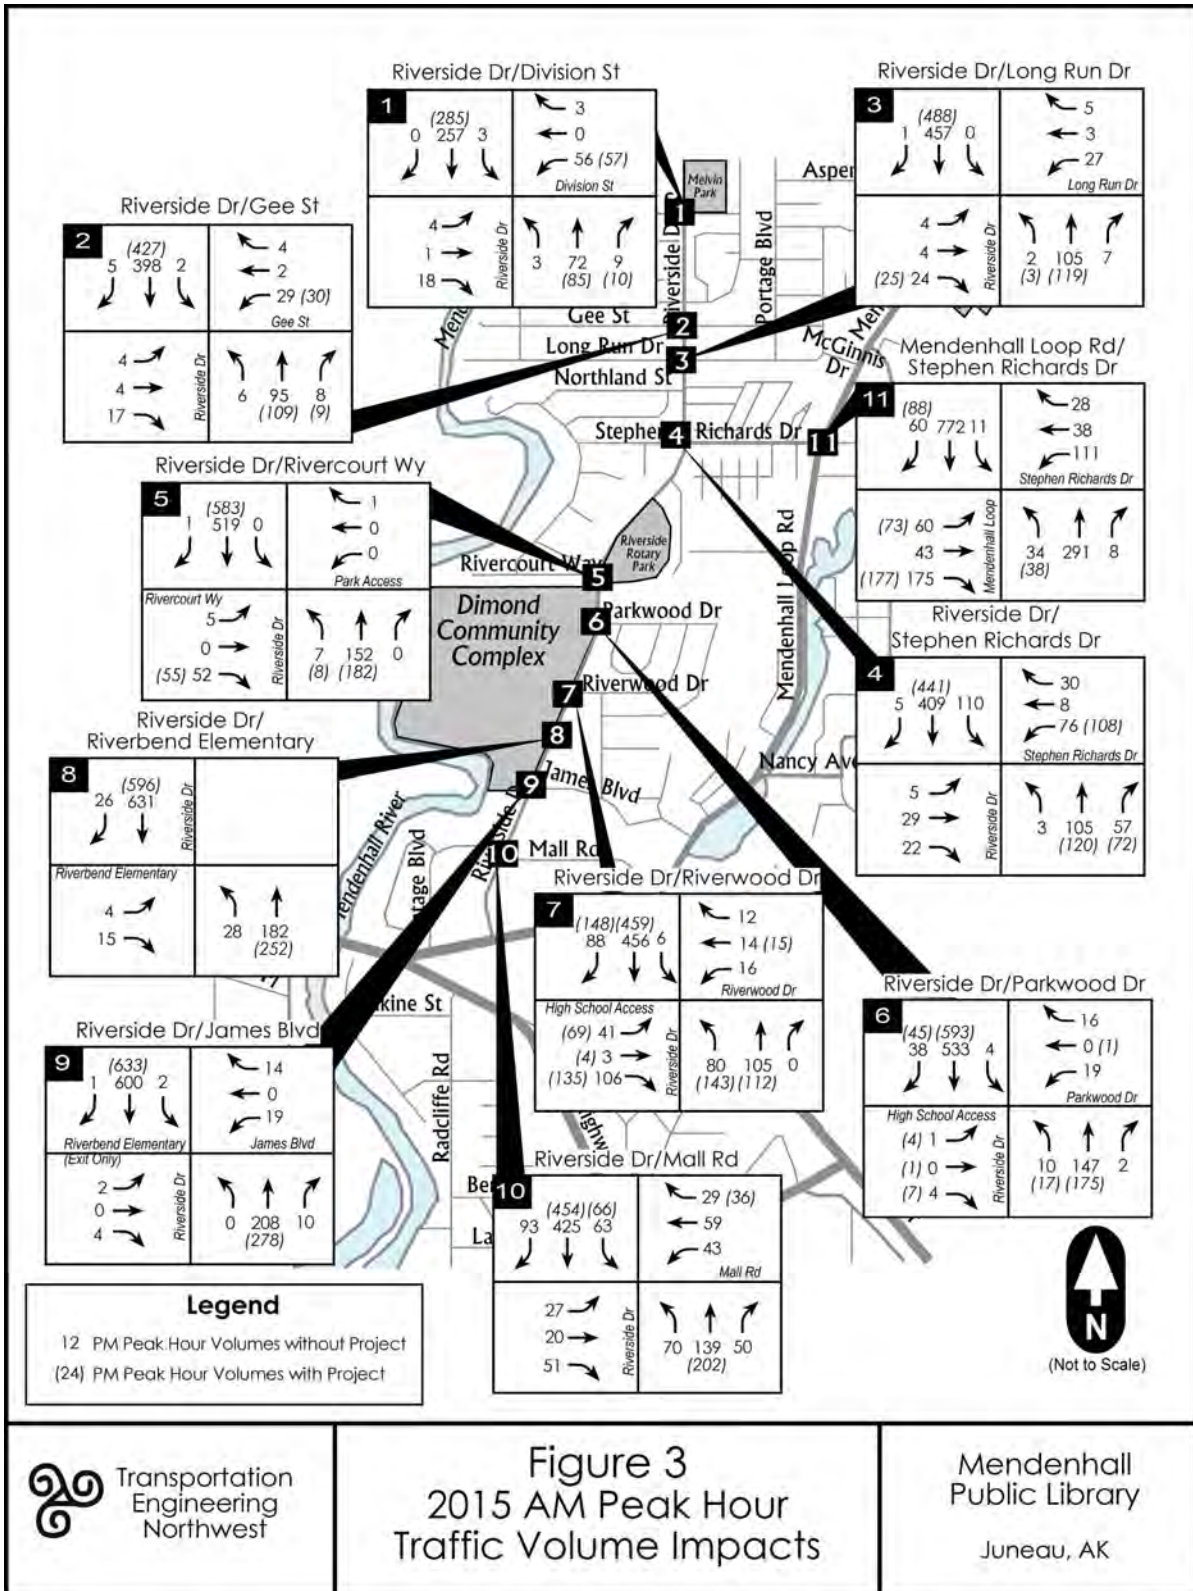 Riverside Dr/Division St
1
(285)
0 257 3
3
0
56 (57)
Division St
4
1
18
Riverside Dr
3 72 9
(85) (10)
Riverside Dr/Long Run Dr
3
(488)
1 457 0
5
3
27
Long Run Dr
4
4
(25) 24
Riverside Dr
2 105 7
(3) (119)
Riverside Dr/Gee St
2
(427)
5 398 2
4
2
29 (30)
Gee St
4
4
17
Riverside Dr
6 95 8
(109) (9)
Melvin
Park
1
Portage Blvd
Gee St
2
Long Run Dr
3
McGinnis
Dr
Northland St
4
Richards Dr
11
Mendenhall Loop Rd/
Stephen Richards Dr
11
(88)
60 772 11
28
38
111
Stephen Richards Dr
(73) 60
43
(177) 175
Mendenhall Loop
34 291 8
(38)
Riverside Dr/Rivercourt Wy
5
(583)
1 519 0
1
0
0
Park Access
Rivercourt Wy
5
0
(55) 52
Riverside Dr
7 152 0
(8) (182)
Riverside
Rotary
Park
Rivercourt Way
5
Dimond
Community
Complex
6
Parkwood Dr
Mendenhall Loop Rd
7
Riverwood Dr
8
9
James Blvd
Nancy Ave
10
Mall Rd
Mendenhall River
Riverside Dr/
Stephen Richards Dr
4
(441)
5 409 110
30
8
76 (108)
Stephen Richards Dr
5
29
22
Riverside Dr
3 105 57
(120) (72)
Riverside Dr/
Riverbend Elementary
8
(596)
26 631
Riverside Dr
Riverbend Elementary
4
15
28 182
(252)
Riverside Dr/Riverwood Dr
7
(148)(459)
88 456 6
12
14 (15)
16
Riverwood Dr
High School Access
(69) 41
(4) 3
(135) 106
Riverside Dr
80 105 0
(143) (112)
Riverside Dr/Parkwood Dr
6
(45) (593)
38 533 4
16
0 (1)
19
Parkwood Dr
High School Access
(4) 1
(1) 0
(7) 4
Riverside Dr
10 147 2
(17) (175)
Riverside Dr/James Blvd
9
(633)
1 600 2
14
0
19
James Blvd
Riverbend Elementary
(Exit Only)
2
0
4
Riverside Dr
0 208 10
(278)
Radcliffe Rd
Riverside Dr/Mall Rd
10
(454) (66)
93 425 63
29 (36)
59
43
Mall Rd
27
20
51
Riverside Dr
70 139 50
(202)
Legend
12 PM Peak Hour Volumes without Project
(24) PM Peak Hour Volumes with Project
N
(Not to Scale)
Transportation
Engineering
Northwest
Figure 3
2015 AM Peak Hour
Traffic Volume Impacts
Mendenhall
Public Library
Juneau, AK